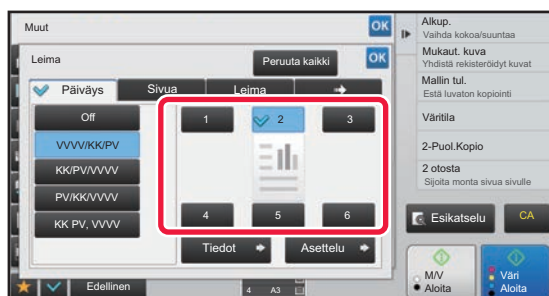 Muut
OK
Leima
Peruuta kaikki
OK
Päiväys
Sivua
Leima
Off
VVVV/KK/PV
KK/PV/VVVV
PV/KK/VVVV
KK PV, VVVV
1
2
3
4
5
6
Tiedot
Asettelu
Edellinen
4
A3
Alkup.
Vaihda kokoa/suuntaa
Mukaut. kuva
Yhdistä rekisteröidyt kuvat
Mallin tul.
Estä luvaton kopiointi
Väritila
2-Puol.Kopio
2 otosta
Sijoita monta sivua sivulle
Esikatselu
CA
M/V
Aloita
Väri
Aloita